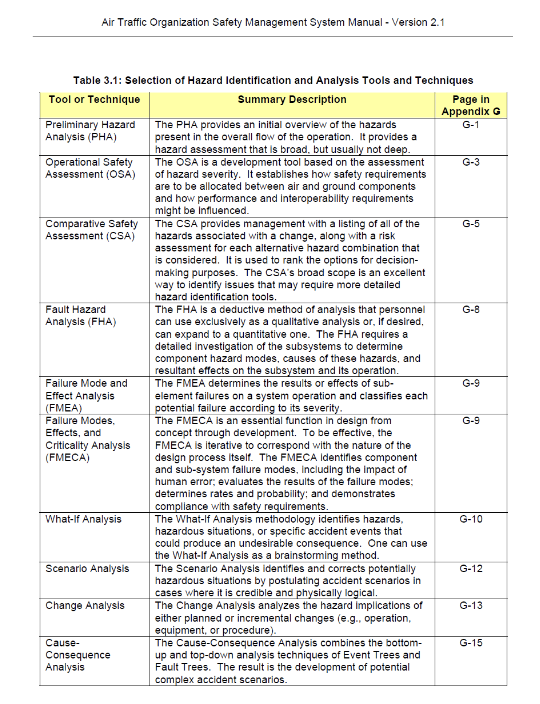 Air Traffic Organization Safety Management System Manual - Version 2.1
Table 3.1: Selection of Hazard Identification and Analysis Tools and Techniques
Tool or Technique
Summary Description
Page in
Appendix G
Preliminary Hazard
Analysis (PHA)
The PHA provides an initial overview of the hazards
present in the overall flow of the operation. It provides a
hazard assessment that is broad, but usually not deep.
G-1
Operational Safety
Assessment (OSA)
The OSA is a development tool based on the assessment
of hazard severity. It establishes how safety requirements
are to be allocated between air and ground components
and how performance and interoperability requirements
might be influenced.
G-3
Comparative Safety
Assessment (CSA)
The CSA provides management with a listing of all of the
hazards associated with a change, along with a risk
assessment for each alternative hazard combination that
is considered. It is used to rank the options for decision-
making purposes. The CSA's broad scope is an excellent
way to identify issues that may require more detailed
hazard identification tools.
G-5
Fault Hazard
Analysis (FHA)
The FHA is a deductive method of analysis that personnel
can use exclusively as a qualitative analysis or, if desired,
can expand to a quantitative one. The FHA requires a
detailed investigation of the subsystems to determine
component hazard modes, causes of these hazards, and
resultant effects on the subsystem and its operation.
G-8
Failure Mode and
Effect Analysis
(FMEA)
The FMEA determines the results or effects of sub-
element failures on a system operation and classifies each
potential failure according to its severity.
G-9
Failure Modes,
Effects, and
Criticality Analysis
(FMECA)
The FMECA is an essential function in design from
concept through development. To be effective, the
FMECA is iterative to correspond with the nature of the
design process itself. The FMECA identifies component
and sub-system failure modes, including the impact of
human error; evaluates the results of the failure modes;
determines rates and probability; and demonstrates
compliance with safety requirements.
G-9
What-If Analysis
The What-If Analysis methodology identifies hazards,
hazardous situations, or specific accident events that
could produce an undesirable consequence. One can use
the What-If Analysis as a brainstorming method.
G-10
Scenario Analysis
The Scenario Analysis identifies and corrects potentially
hazardous situations by postulating accident scenarios in
cases where it is credible and physically logical.
G-12
Change Analysis
The Change Analysis analyzes the hazard implications of
either planned or incremental changes (e.g., operation,
equipment, or procedure).
G-13
Cause-
Consequence
Analysis
The Cause-Consequence Analysis combines the bottom-
up and top-down analysis techniques of Event Trees and
Fault Trees. The result is the development of potential
complex accident scenarios.
G-15